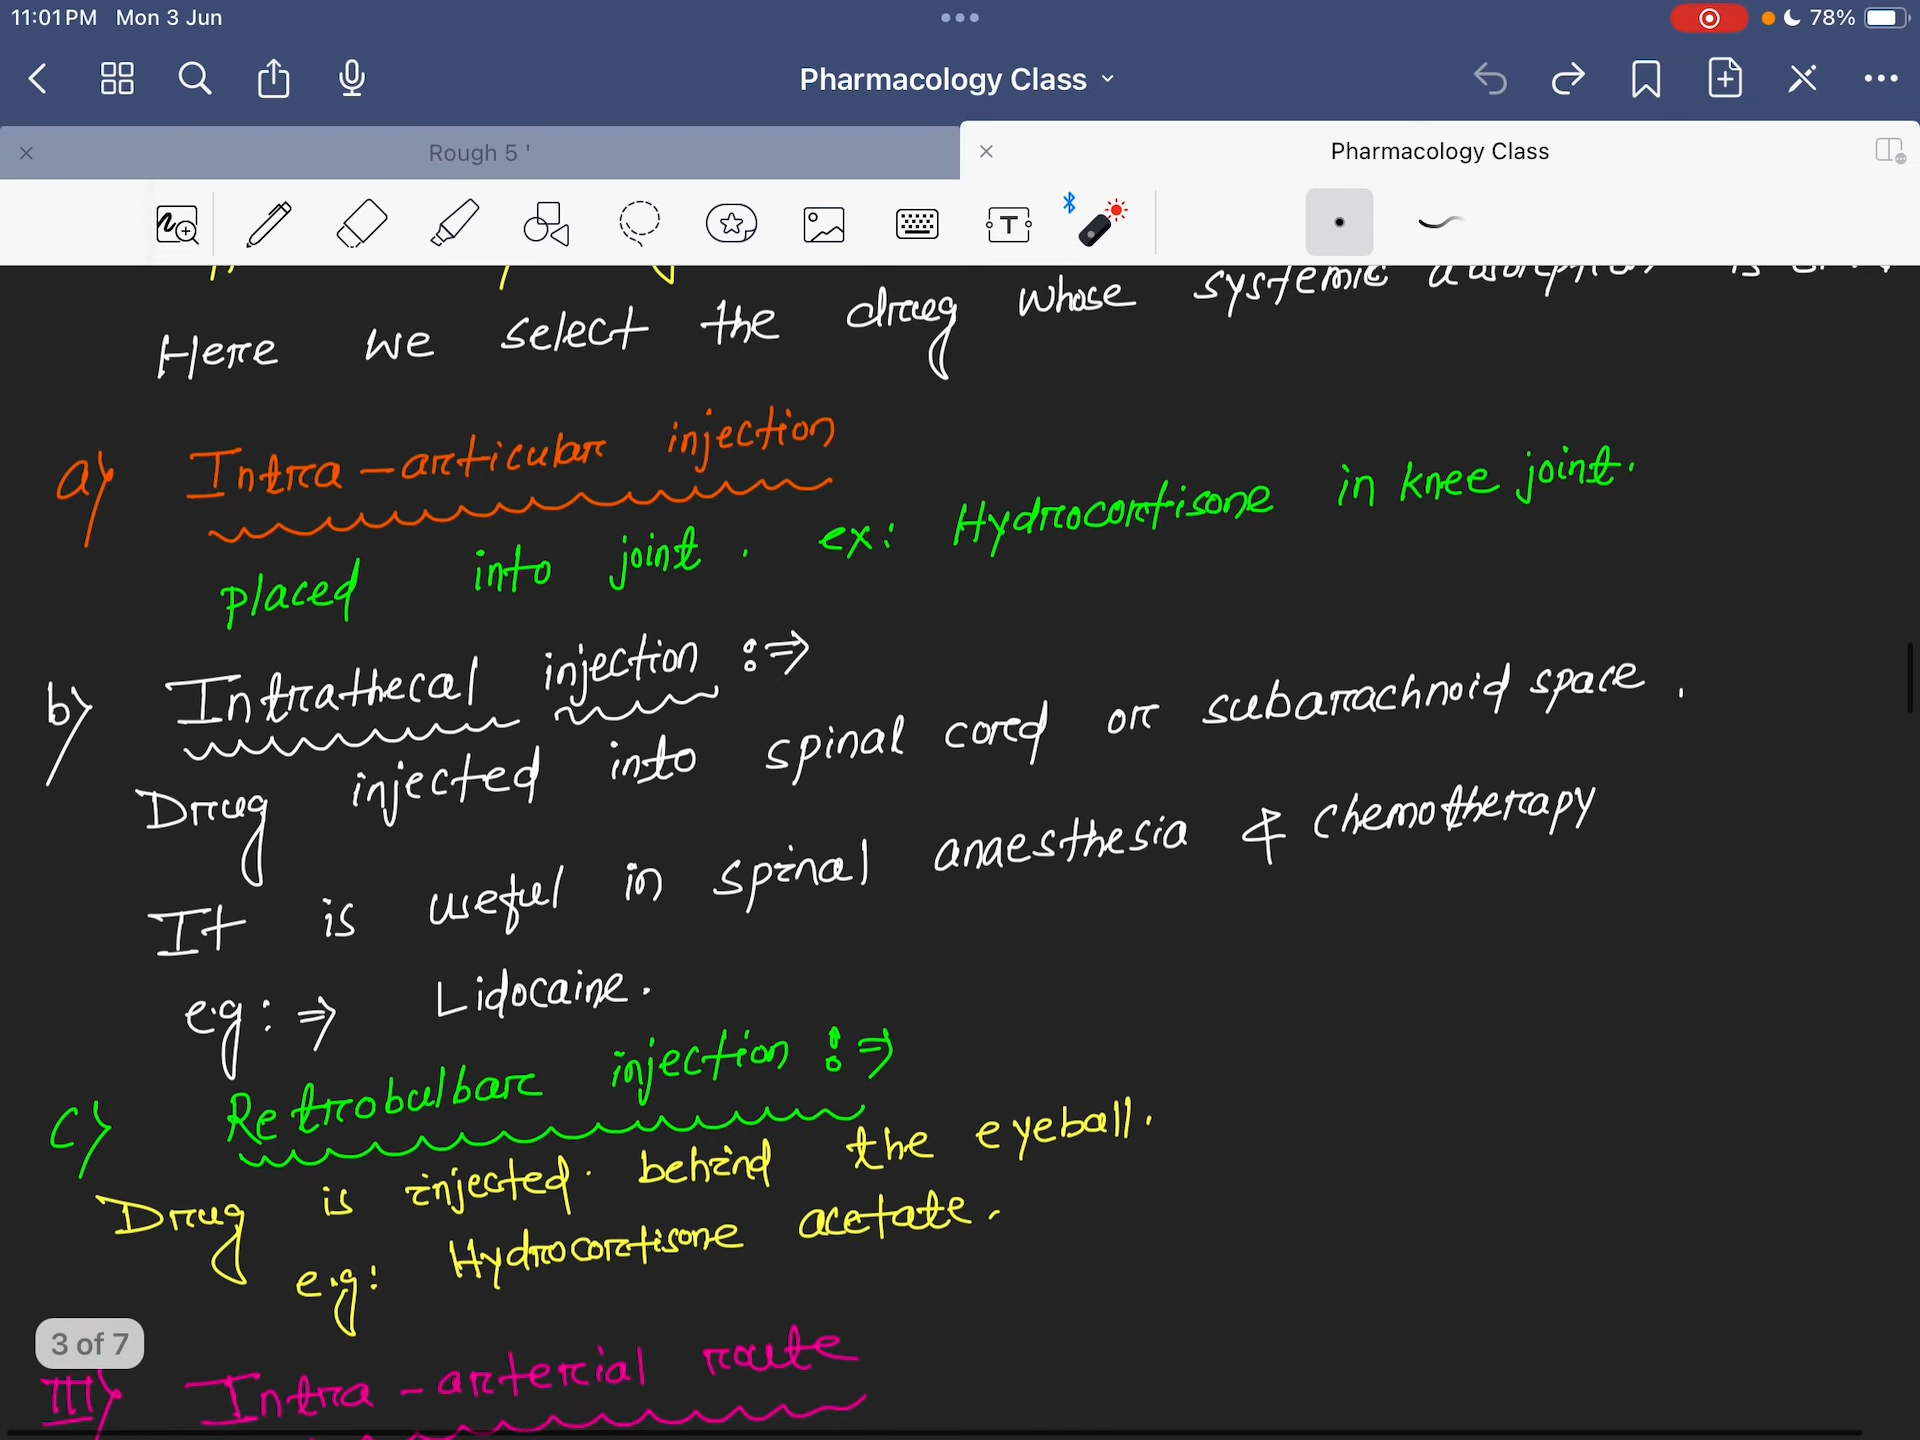 11:01 PM Mon 3 Jun 78%
Pharmacology Class
Rough 5 '
Pharmacology Class
Here we select the drug whose systemic absorption is
a) Intra-articular injection
placed into joint. ex: Hydrocortisone in knee joint.
b) Intrathecal injection :⇒
Drug injected into spinal cord or subarachnoid space.
It is useful in spinal anaesthesia & chemotherapy
e.g: ⇒ Lidocaine.
c) Retrobulbar injection :⇒
Drug is injected behind the eyeball.
e.g: Hydrocortisone acetate.
3 of 7
III) Intra-arterial route